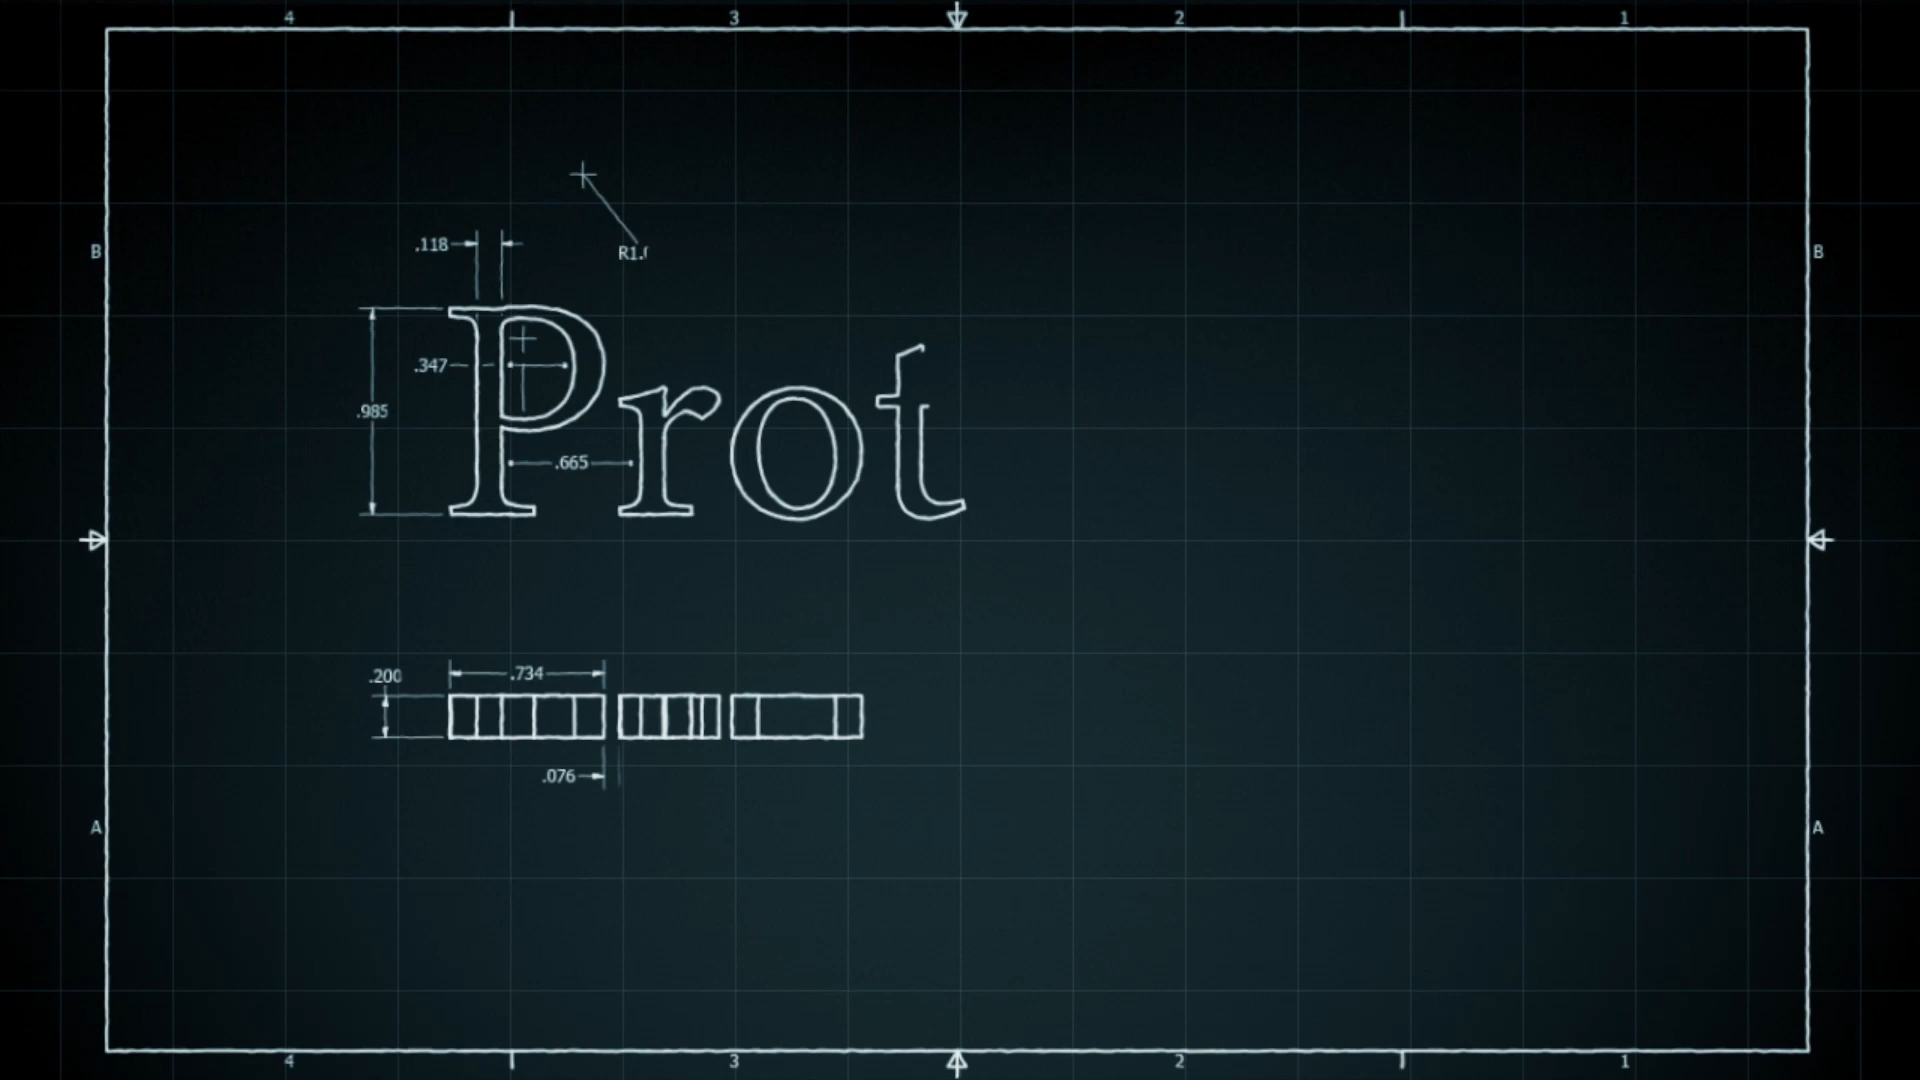 4 3 2 1
B B
.118
R1.
.347
.985
Prot
.665
.200 .734
.076
A A
4 3 2 1